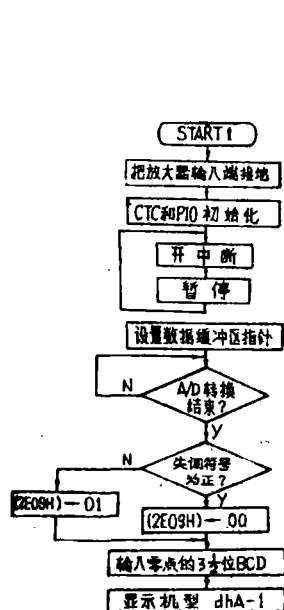 START1
把放大器输入端接地
CTC和PIO初始化
开中断
暂停
设置数据缓冲区指针
N
A/D转换
结束?
Y
N
失调符号
为正?
Y
(2E09H)—01
(2E09H)—00
输入零点的3½位BCD
显示机型 dhA-1